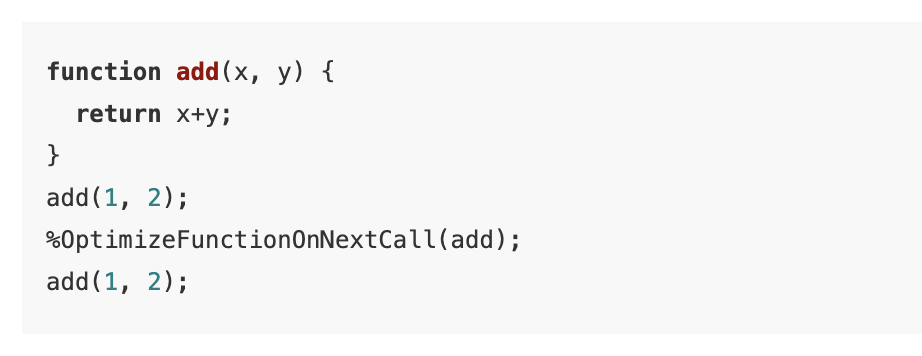 function add(x, y) {
  return x+y;
}
add(1, 2);
%OptimizeFunctionOnNextCall(add);
add(1, 2);